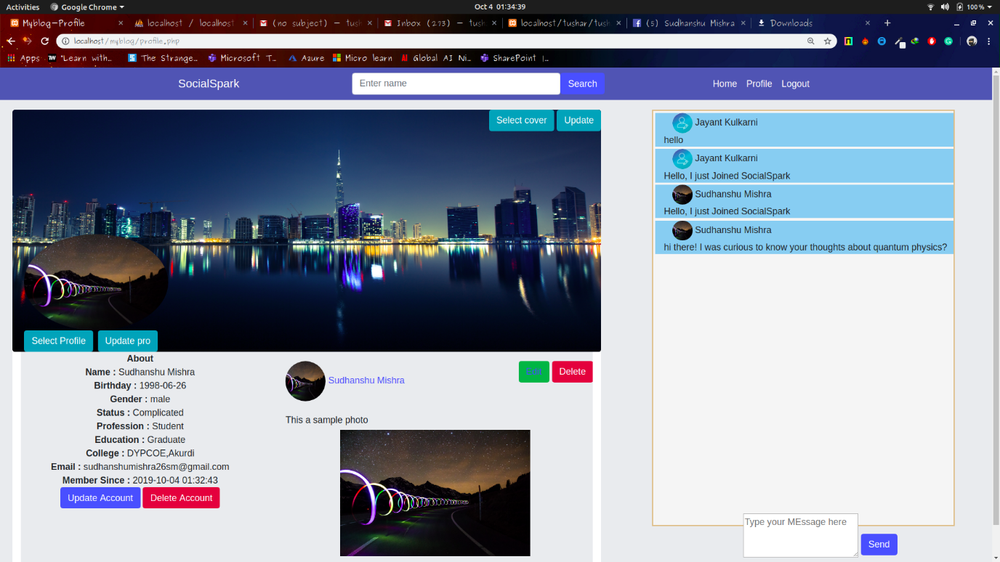 Activities Google Chrome Oct 4 01:34:39 100 %
Myblog-Profile localhost / localhost (no subject) - tush Inbox (273) - tush localhost/tushar/tush (5) Sudhanshu Mishra Downloads
localhost/myblog/profile.php
Apps "Learn with... The Strange... Microsoft T... Azure Micro learn Global AI Ni... SharePoint |...
SocialSpark Enter name Search Home Profile Logout
Select cover Update
Select Profile Update pro
About
Name : Sudhanshu Mishra
Birthday : 1998-06-26
Gender : male
Status : Complicated
Profession : Student
Education : Graduate
College : DYPCOE,Akurdi
Email : sudhanshumishra26sm@gmail.com
Member Since : 2019-10-04 01:32:43
Update Account Delete Account
Sudhanshu Mishra Edit Delete
This a sample photo
Jayant Kulkarni
hello
Jayant Kulkarni
Hello, I just Joined SocialSpark
Sudhanshu Mishra
Hello, I just Joined SocialSpark
Sudhanshu Mishra
hi there! I was curious to know your thoughts about quantum physics?
Type your MEssage here
Send